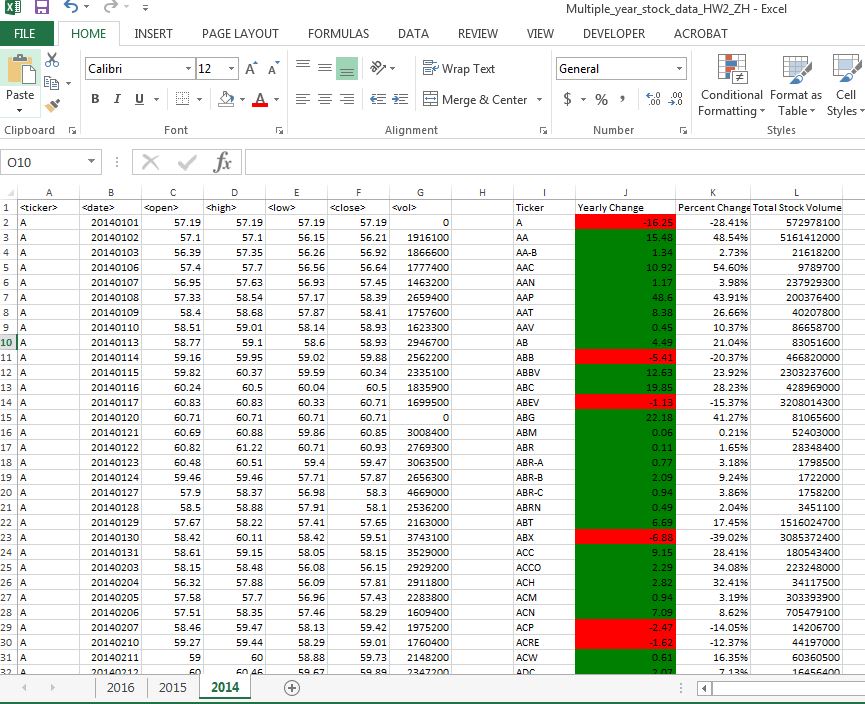 Multiple_year_stock_data_HW2_ZH - Excel
FILE HOME INSERT PAGE LAYOUT FORMULAS DATA REVIEW VIEW DEVELOPER ACROBAT
Calibri 12 A A Wrap Text General Conditional Formatting Format as Table Cell Styles
Paste B I U A Merge & Center $ % , .00 .0
Clipboard Font Alignment Number Styles
O10 fx
A B C D E F G H I J K L
1 <ticker> <date> <open> <high> <low> <close> <vol> Ticker Yearly Change Percent Change Total Stock Volume
2 A 20140101 57.19 57.19 57.19 57.19 0 A -16.25 -28.41% 572978100
3 A 20140102 57.1 57.1 56.15 56.21 1916100 AA 15.48 48.54% 5161412000
4 A 20140103 56.39 57.35 56.26 56.92 1866600 AA-B 1.34 2.73% 21618200
5 A 20140106 57.4 57.7 56.56 56.64 1777400 AAC 10.92 54.60% 9789700
6 A 20140107 56.95 57.63 56.93 57.45 1463200 AAN 1.17 3.98% 237929300
7 A 20140108 57.33 58.54 57.17 58.39 2659400 AAP 48.6 43.91% 200376400
8 A 20140109 58.4 58.68 57.87 58.41 1757600 AAT 8.38 26.66% 40207800
9 A 20140110 58.51 59.01 58.14 58.93 1623300 AAV 0.45 10.37% 86658700
10 A 20140113 58.77 59.1 58.6 58.93 2946700 AB 4.49 21.04% 83051600
11 A 20140114 59.16 59.95 59.02 59.88 2562200 ABB -5.41 -20.37% 466820000
12 A 20140115 59.82 60.37 59.59 60.34 2335100 ABBV 12.63 23.92% 2303237600
13 A 20140116 60.24 60.5 60.04 60.5 1835900 ABC 19.85 28.23% 428969000
14 A 20140117 60.83 60.83 60.33 60.71 1699500 ABEV -1.13 -15.37% 3208014300
15 A 20140120 60.71 60.71 60.71 60.71 0 ABG 22.18 41.27% 81065600
16 A 20140121 60.69 60.88 59.86 60.85 3008400 ABM 0.06 0.21% 52403000
17 A 20140122 60.82 61.22 60.71 60.93 2769300 ABR 0.11 1.65% 28348400
18 A 20140123 60.48 60.51 59.4 59.47 3063500 ABR-A 0.77 3.18% 1798500
19 A 20140124 59.46 59.46 57.71 57.87 2656300 ABR-B 2.09 9.24% 1722000
20 A 20140127 57.9 58.37 56.98 58.3 4669000 ABR-C 0.94 3.86% 1758200
21 A 20140128 58.5 58.88 57.91 58.1 2536200 ABRN 0.49 2.04% 3451100
22 A 20140129 57.67 58.22 57.41 57.65 2163000 ABT 6.69 17.45% 1516024700
23 A 20140130 58.42 60.11 58.42 59.51 3743100 ABX -6.88 -39.02% 3085372400
24 A 20140131 58.61 59.15 58.05 58.15 3529000 ACC 9.15 28.41% 180543400
25 A 20140203 58.15 58.48 56.08 56.15 2929200 ACCO 2.29 34.08% 223248000
26 A 20140204 56.32 57.88 56.09 57.81 2911800 ACH 2.82 32.41% 34117500
27 A 20140205 57.58 57.7 56.96 57.43 2283800 ACM 0.94 3.19% 303393900
28 A 20140206 57.51 58.35 57.46 58.29 1609400 ACN 7.09 8.62% 705479100
29 A 20140207 58.46 59.47 58.13 59.42 1975200 ACP -2.47 -14.05% 14206700
30 A 20140210 59.27 59.44 58.29 59.01 1760400 ACRE -1.62 -12.37% 44197000
31 A 20140211 59 60 58.88 59.73 2148200 ACW 0.61 16.35% 60360500
32 A 20140212 60 60.46 59.67 59.89 2347200 ADC 2.07 7.13% 16456400
2016 2015 2014